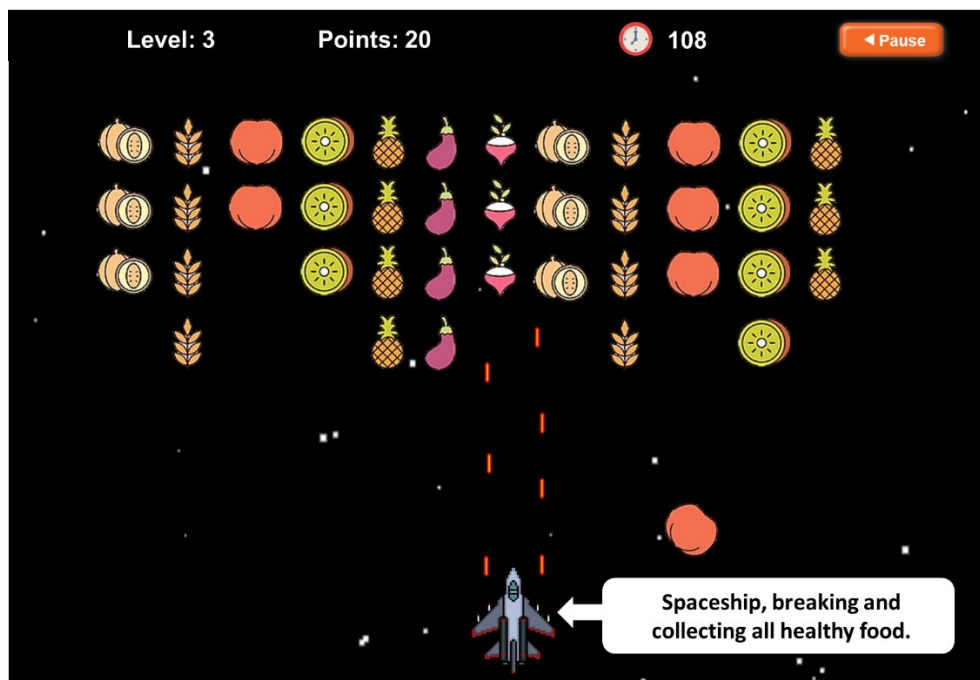 Level: 3 Points: 20 108 Pause
Spaceship, breaking and
collecting all healthy food.